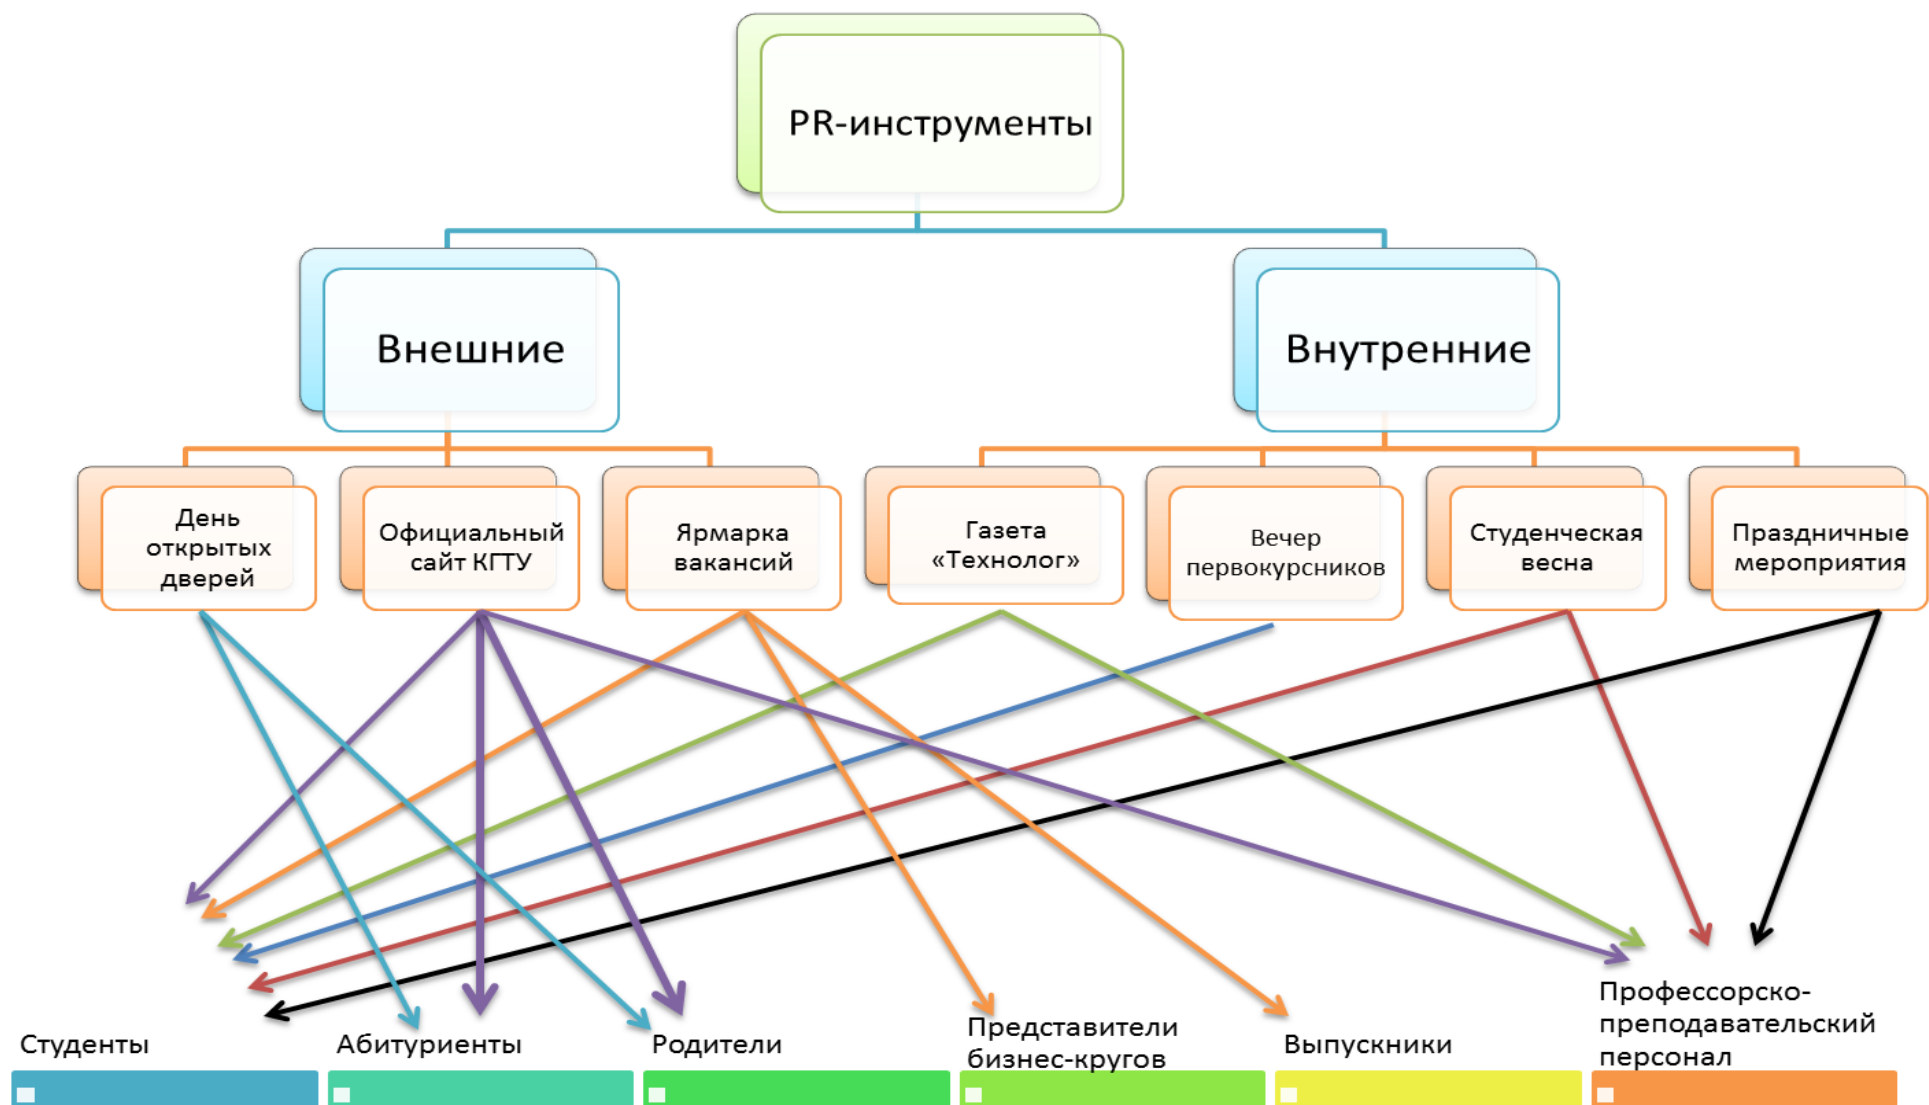 PR-инструменты
Внешние
Внутренние
День
открытых
дверей
Официальный
сайт КГТУ
Ярмарка
вакансий
Газета
«Технолог»
Вечер
первокурсников
Студенческая
весна
Праздничные
мероприятия
Студенты
Абитуриенты
Родители
Представители
бизнес-кругов
Выпускники
Профессорско-
преподавательский
персонал